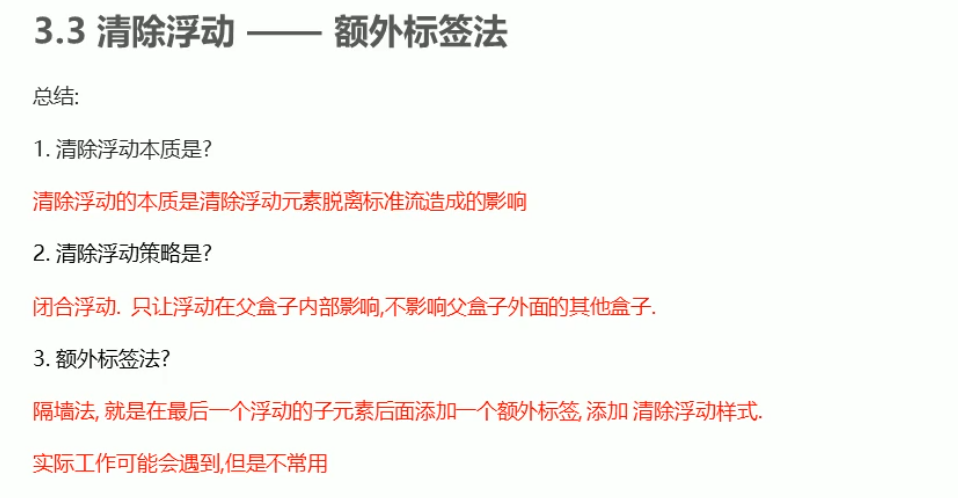 3.3 清除浮动 —— 额外标签法
总结:
1. 清除浮动本质是?
清除浮动的本质是清除浮动元素脱离标准流造成的影响
2. 清除浮动策略是?
闭合浮动. 只让浮动在父盒子内部影响,不影响父盒子外面的其他盒子.
3. 额外标签法?
隔墙法, 就是在最后一个浮动的子元素后面添加一个额外标签, 添加 清除浮动样式.
实际工作可能会遇到,但是不常用